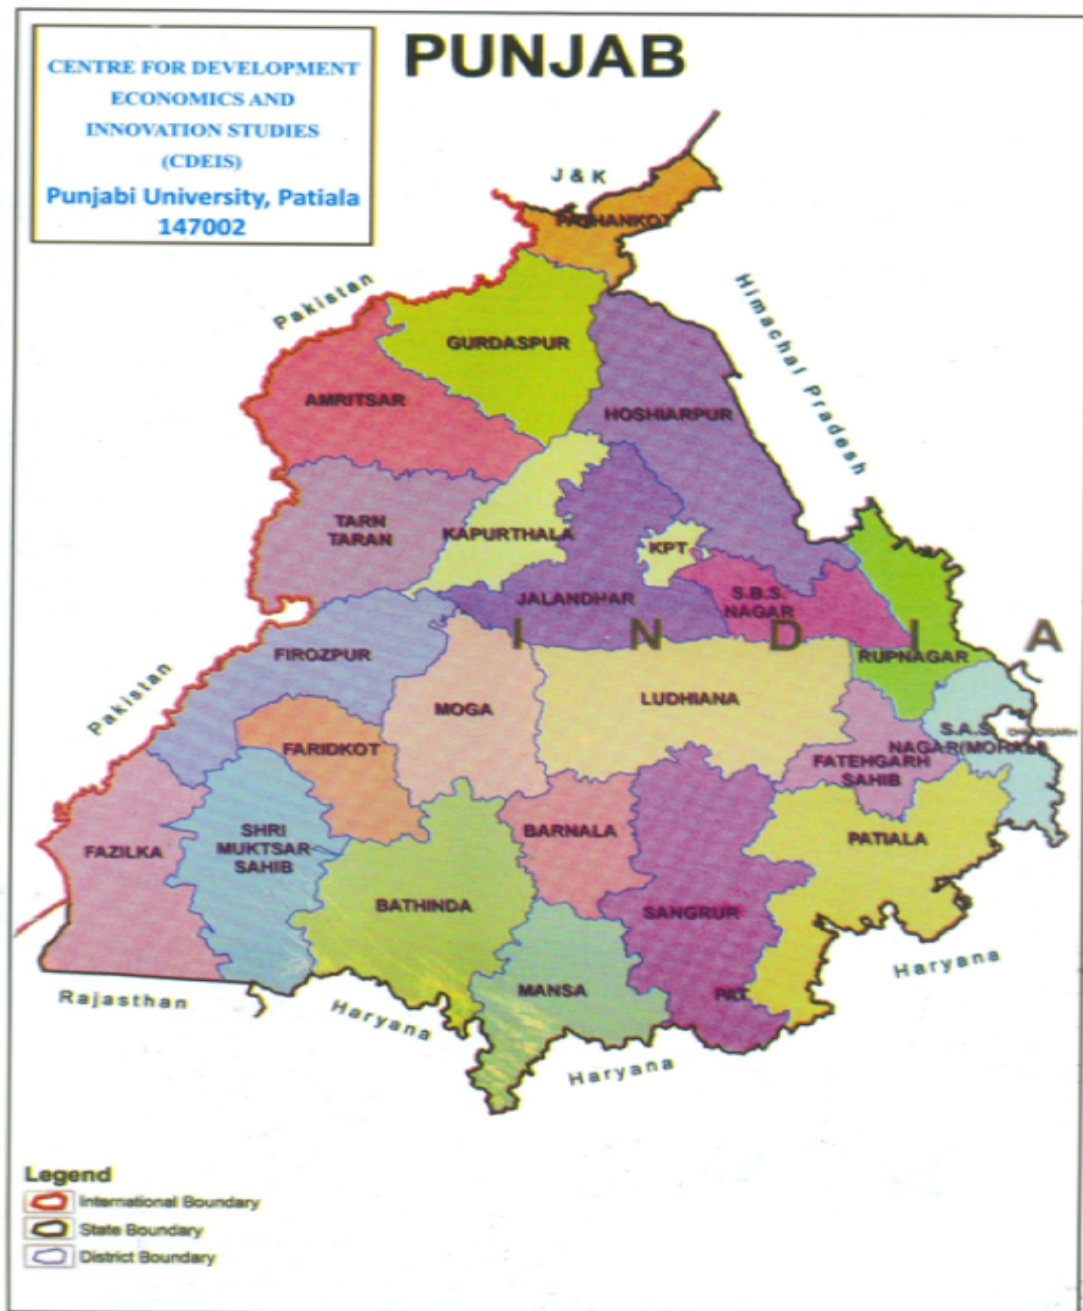 PUNJAB
CENTRE FOR DEVELOPMENT
ECONOMICS AND
INNOVATION STUDIES
(CDEIS)
Punjabi University, Patiala
147002
J & K
PATHANKOT
Pakistan
Himachal Pradesh
GURDASPUR
AMRITSAR
HOSHIARPUR
TARN
TARAN
KAPURTHALA
KPT
JALANDHAR
S.B.S.
NAGAR
I N D I A
FIROZPUR
RUPNAGAR
Pakistan
MOGA
LUDHIANA
S.A.S.
NAGAR(MOHALI)
CHANDIGARH
FARIDKOT
FATEHGARH
SAHIB
FAZILKA
SHRI
MUKTSAR
SAHIB
BARNALA
PATIALA
BATHINDA
SANGRUR
MANSA
PAT
Rajasthan
Haryana
Haryana
Haryana
Legend
International Boundary
State Boundary
District Boundary